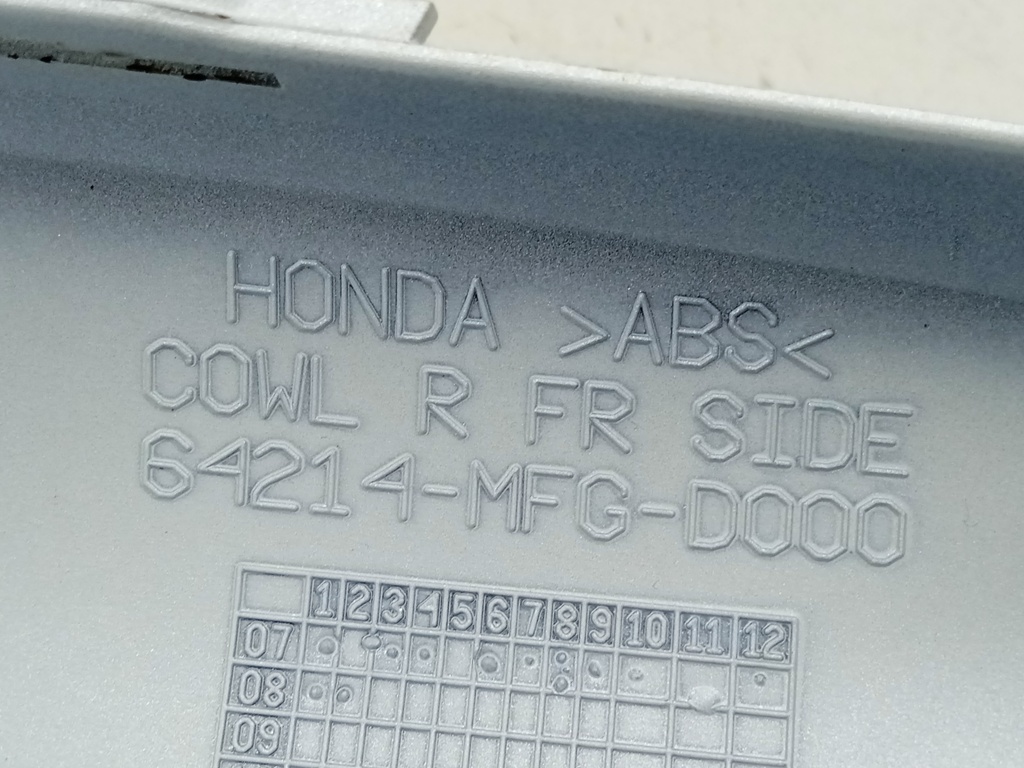 HONDA >ABS<
COWL R FR SIDE
64214-MFG-D000
1 2 3 4 5 6 7 8 9 10 11 12
07
08
09